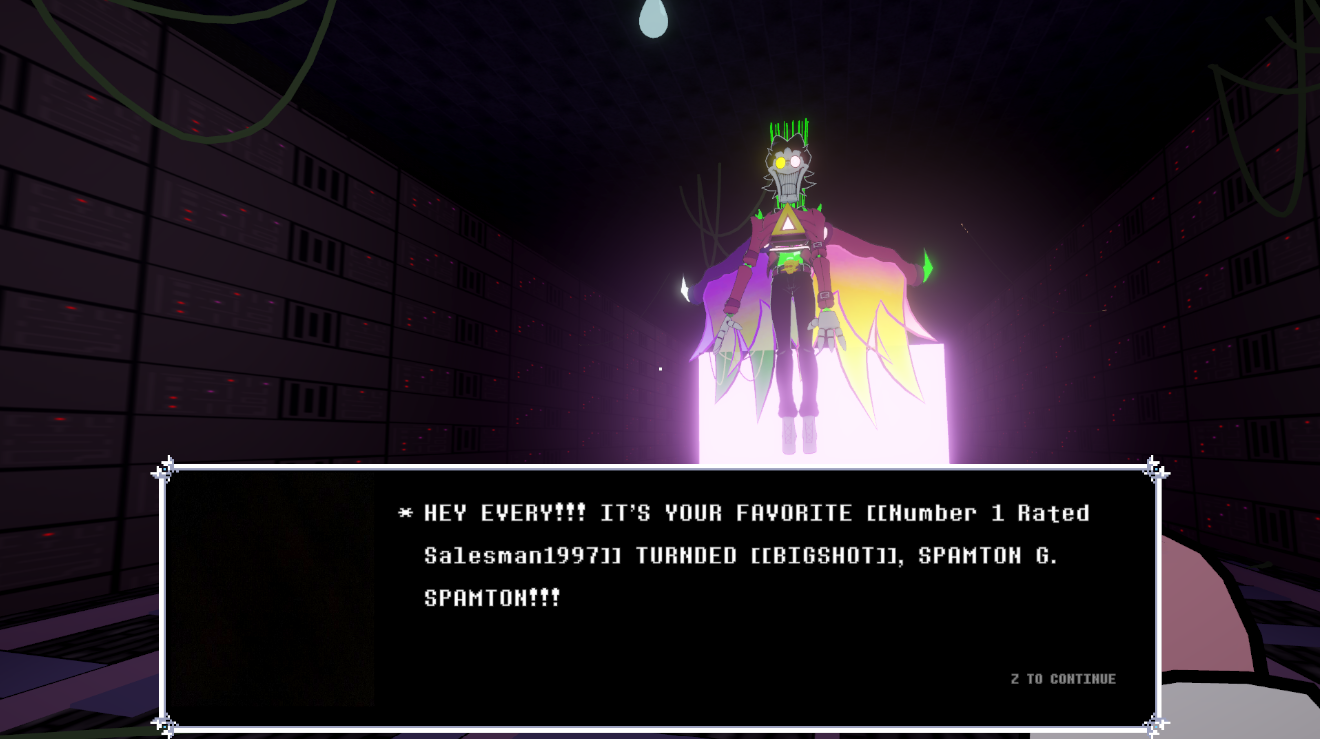 * HEY EVERY!!! IT'S YOUR FAVORITE [[Number 1 Rated
Salesman1997]] TURNDED [[BIGSHOT]], SPAMTON G.
SPAMTON!!!
Z TO CONTINUE